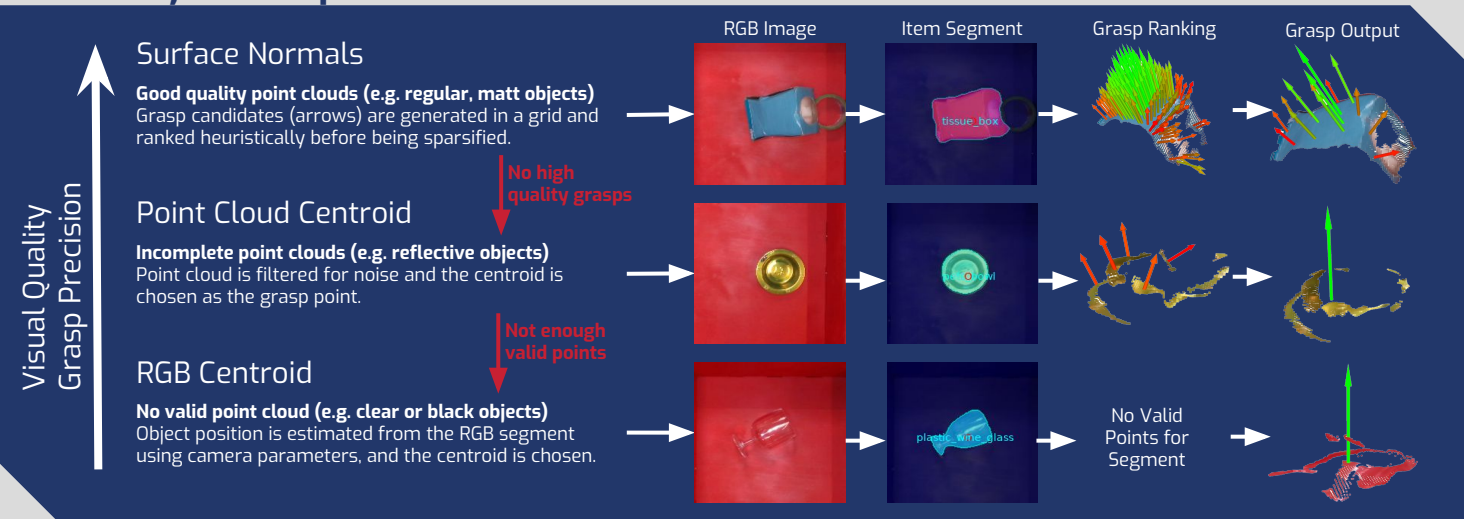 RGB Image
Item Segment
Grasp Ranking
Grasp Output
Visual Quality
Grasp Precision
Surface Normals
Good quality point clouds (e.g. regular, matt objects)
Grasp candidates (arrows) are generated in a grid and
ranked heuristically before being sparsified.
tissue_box
No high
quality grasps
Point Cloud Centroid
Incomplete point clouds (e.g. reflective objects)
Point cloud is filtered for noise and the centroid is
chosen as the grasp point.
Not enough
valid points
RGB Centroid
No valid point cloud (e.g. clear or black objects)
Object position is estimated from the RGB segment
using camera parameters, and the centroid is chosen.
plastic_wine_glass
No Valid
Points for
Segment